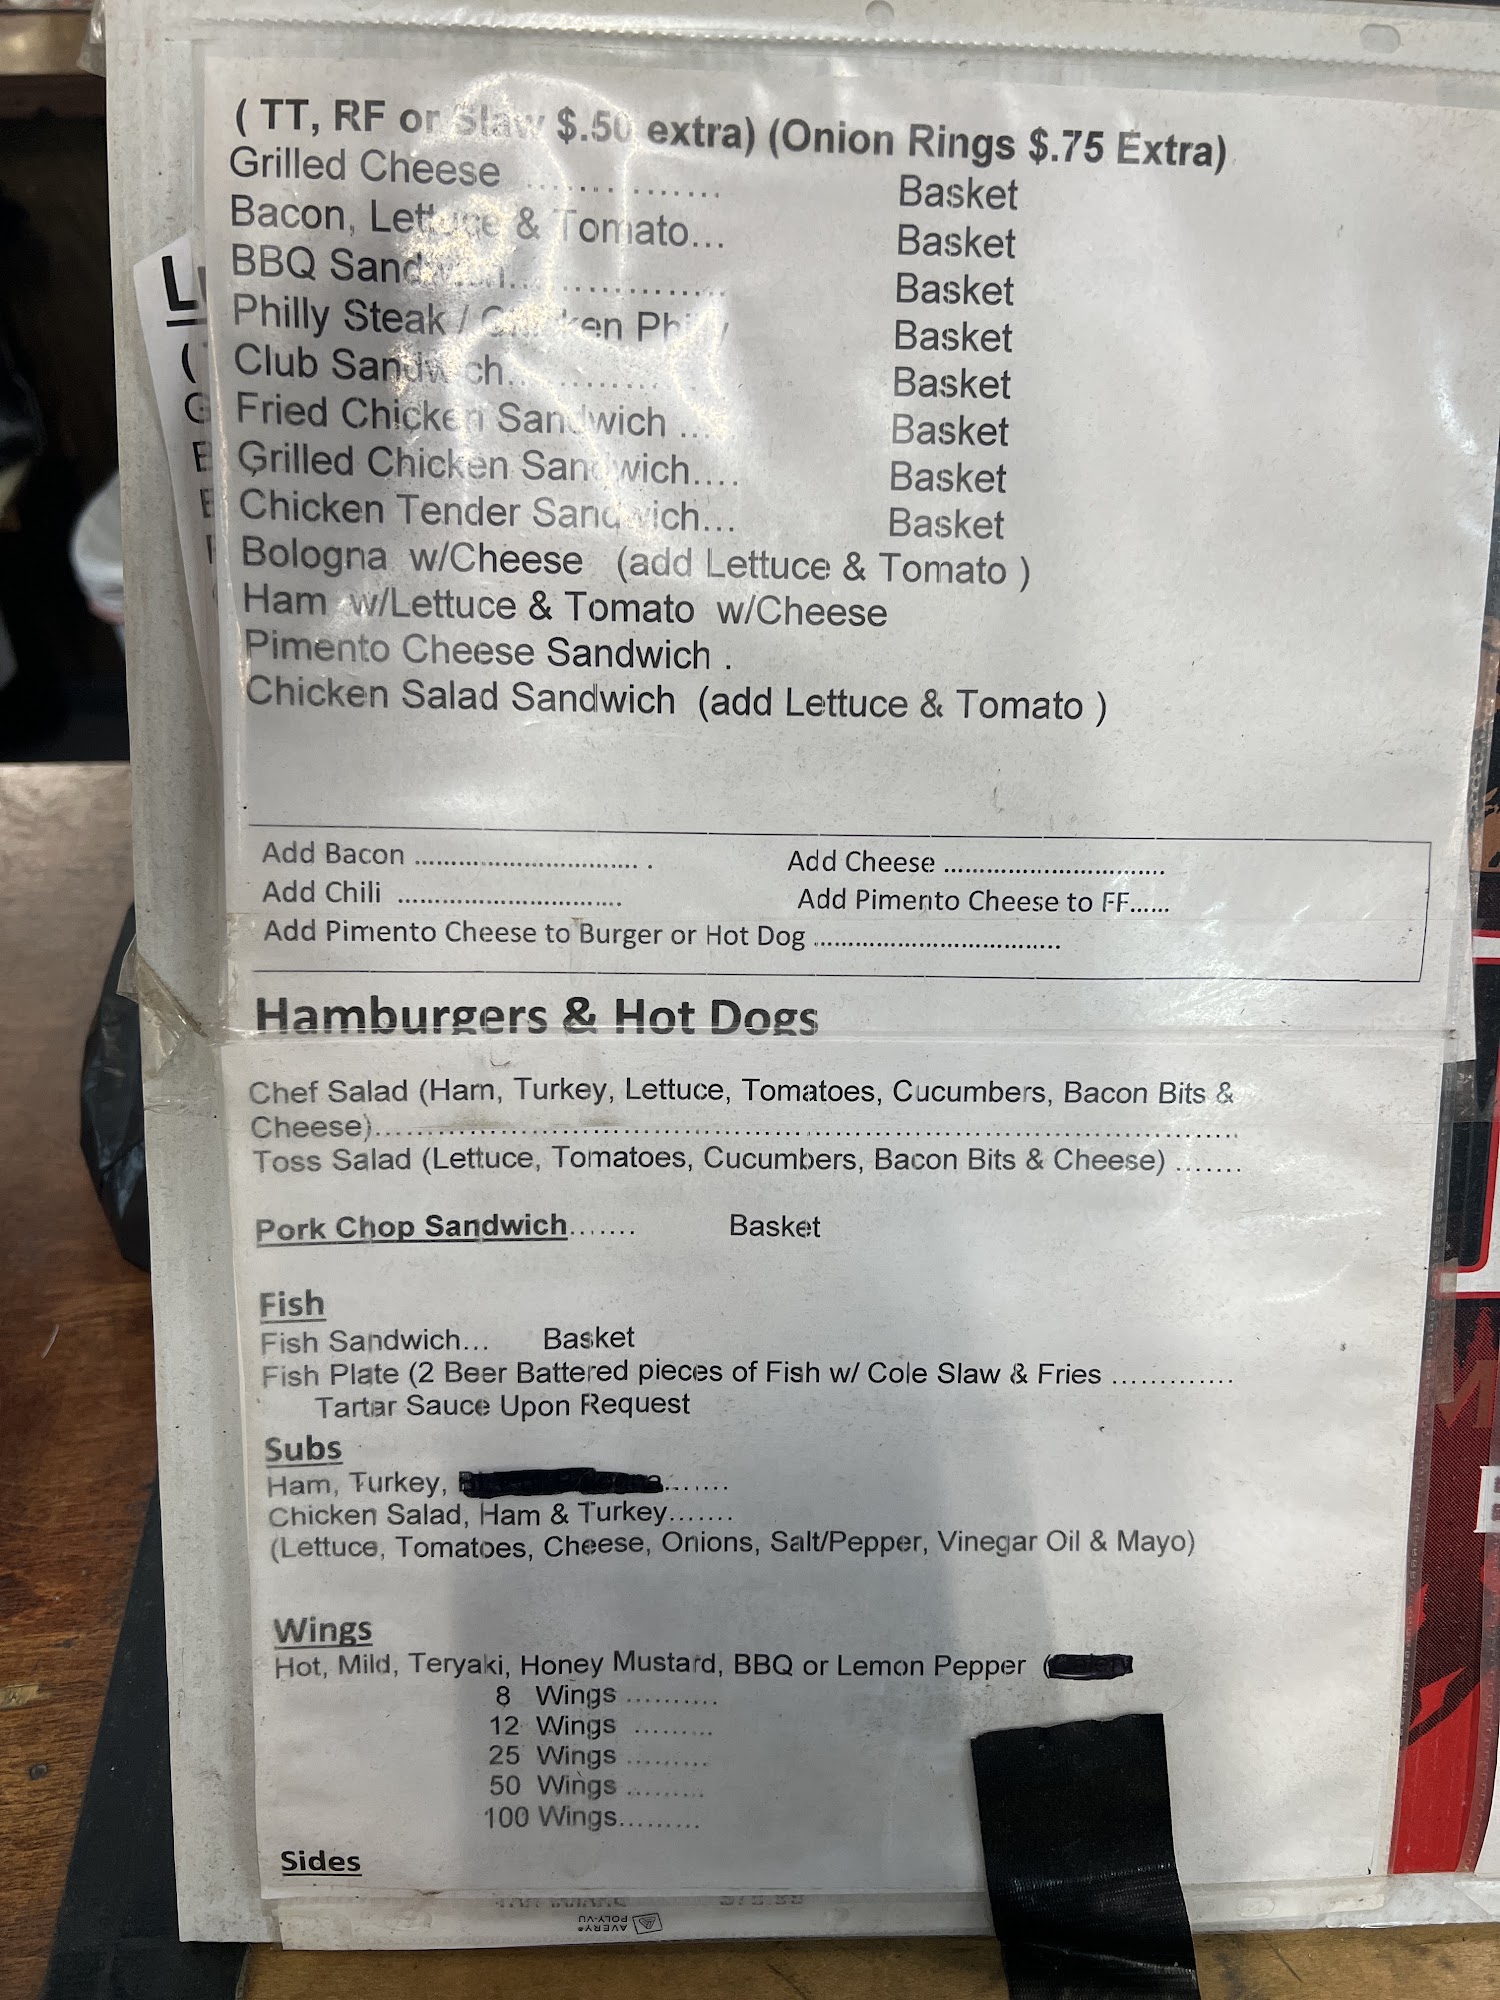 ( TT, RF or Slaw $.50 extra) (Onion Rings $.75 Extra)
Grilled Cheese .............. Basket
Bacon, Lettuce & Tomato... Basket
BBQ Sandwich.................. Basket
Philly Steak / Chicken Philly Basket
Club Sandwich............... Basket
Fried Chicken Sandwich .... Basket
Grilled Chicken Sandwich.... Basket
Chicken Tender Sandwich... Basket
Bologna w/Cheese (add Lettuce & Tomato )
Ham w/Lettuce & Tomato w/Cheese
Pimento Cheese Sandwich .
Chicken Salad Sandwich (add Lettuce & Tomato )
Add Bacon ................................ . Add Cheese ................................
Add Chili ................................ Add Pimento Cheese to FF......
Add Pimento Cheese to Burger or Hot Dog ...................................
Hamburgers & Hot Dogs
Chef Salad (Ham, Turkey, Lettuce, Tomatoes, Cucumbers, Bacon Bits &
Cheese)................................................................................
Toss Salad (Lettuce, Tomatoes, Cucumbers, Bacon Bits & Cheese) .......
Pork Chop Sandwich....... Basket
Fish
Fish Sandwich... Basket
Fish Plate (2 Beer Battered pieces of Fish w/ Cole Slaw & Fries .............
Tartar Sauce Upon Request
Subs
Ham, Turkey, .......
Chicken Salad, Ham & Turkey.......
(Lettuce, Tomatoes, Cheese, Onions, Salt/Pepper, Vinegar Oil & Mayo)
Wings
Hot, Mild, Teryaki, Honey Mustard, BBQ or Lemon Pepper (
8 Wings ..........
12 Wings .........
25 Wings .........
50 Wings .........
100 Wings.........
Sides
AVERY®
POLY-VU